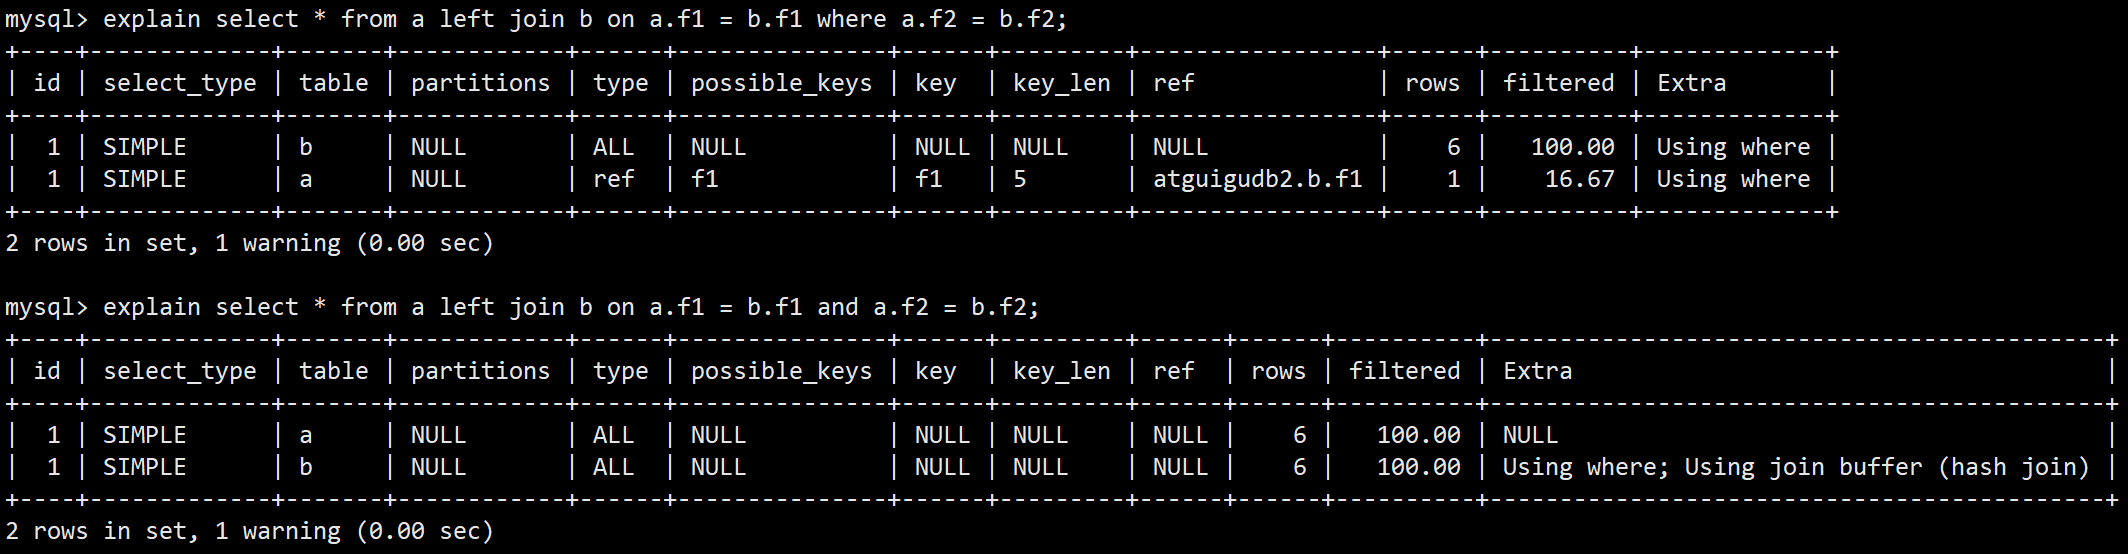 mysql> explain select * from a left join b on a.f1 = b.f1 where a.f2 = b.f2;
+----+-------------+-------+------------+------+---------------+------+---------+-----------------+------+----------+-------------+
| id | select_type | table | partitions | type | possible_keys | key  | key_len | ref             | rows | filtered | Extra       |
+----+-------------+-------+------------+------+---------------+------+---------+-----------------+------+----------+-------------+
|  1 | SIMPLE      | b     | NULL       | ALL  | NULL          | NULL | NULL    | NULL            |    6 |   100.00 | Using where |
|  1 | SIMPLE      | a     | NULL       | ref  | f1            | f1   | 5       | atguigudb2.b.f1 |    1 |    16.67 | Using where |
+----+-------------+-------+------------+------+---------------+------+---------+-----------------+------+----------+-------------+
2 rows in set, 1 warning (0.00 sec)

mysql> explain select * from a left join b on a.f1 = b.f1 and a.f2 = b.f2;
+----+-------------+-------+------------+------+---------------+------+---------+------+------+----------+--------------------------------------------+
| id | select_type | table | partitions | type | possible_keys | key  | key_len | ref  | rows | filtered | Extra                                      |
+----+-------------+-------+------------+------+---------------+------+---------+------+------+----------+--------------------------------------------+
|  1 | SIMPLE      | a     | NULL       | ALL  | NULL          | NULL | NULL    | NULL |    6 |   100.00 | NULL                                       |
|  1 | SIMPLE      | b     | NULL       | ALL  | NULL          | NULL | NULL    | NULL |    6 |   100.00 | Using where; Using join buffer (hash join) |
+----+-------------+-------+------------+------+---------------+------+---------+------+------+----------+--------------------------------------------+
2 rows in set, 1 warning (0.00 sec)